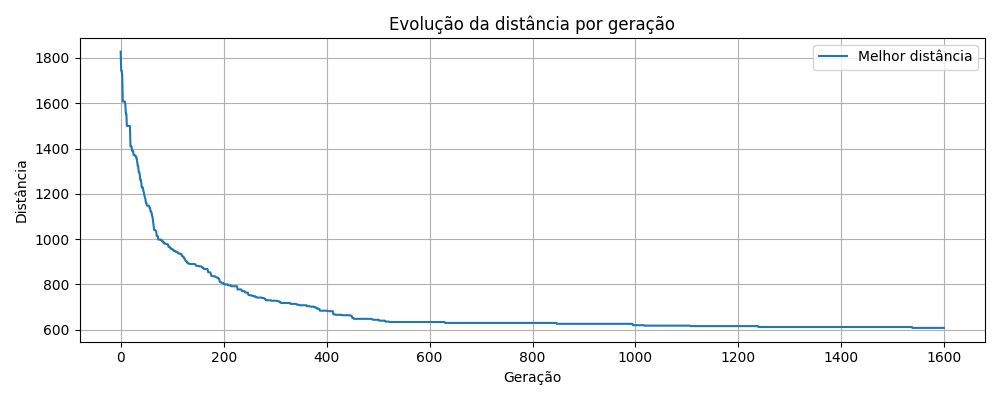 Evolução da distância por geração
Melhor distância
Distância
1800
1600
1400
1200
1000
800
600
0 200 400 600 800 1000 1200 1400 1600
Geração